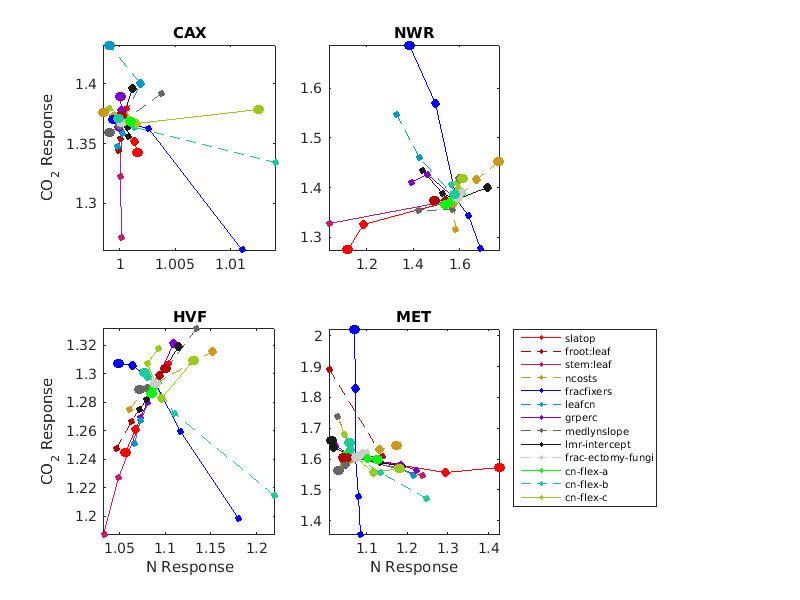 CAX
NWR
CO2 Response
1.4
1.35
1.3
1
1.005
1.01
1.6
1.5
1.4
1.3
1.2
1.4
1.6
HVF
MET
CO2 Response
1.32
1.3
1.28
1.26
1.24
1.22
1.2
1.05
1.1
1.15
1.2
N Response
2
1.9
1.8
1.7
1.6
1.5
1.4
1.1
1.2
1.3
1.4
N Response
slatop
froot:leaf
stem:leaf
ncosts
fracfixers
leafcn
grperc
medlynslope
lmr-intercept
frac-ectomy-fungi
cn-flex-a
cn-flex-b
cn-flex-c